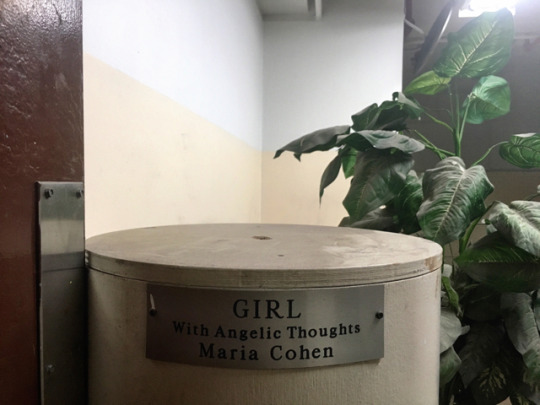 GIRL
With Angelic Thoughts
Maria Cohen